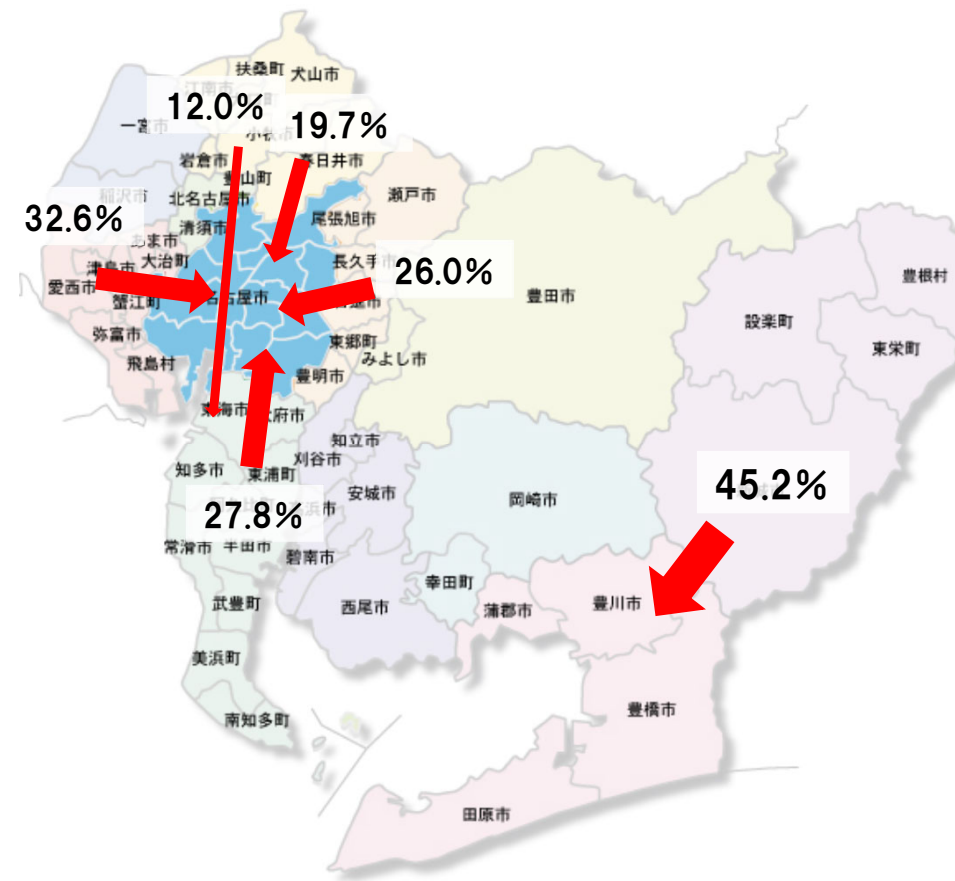 扶桑町
犬山市
12.0%
19.7%
岩倉市
春日井市
豊山町
瀬戸市
稲沢市
北名古屋市
尾張旭市
32.6%
清須市
あま市
大治町
長久手市
26.0%
津島市
愛西市
蟹江町
名古屋市
豊田市
豊根村
設楽町
弥富市
東郷町
東栄町
飛島村
みよし市
豊明市
東海市
大府市
知立市
知多市
東浦町
刈谷市
安城市
岡崎市
45.2%
27.8%
常滑市
半田市
碧南市
幸田町
武豊町
西尾市
蒲郡市
豊川市
美浜町
南知多町
豊橋市
田原市